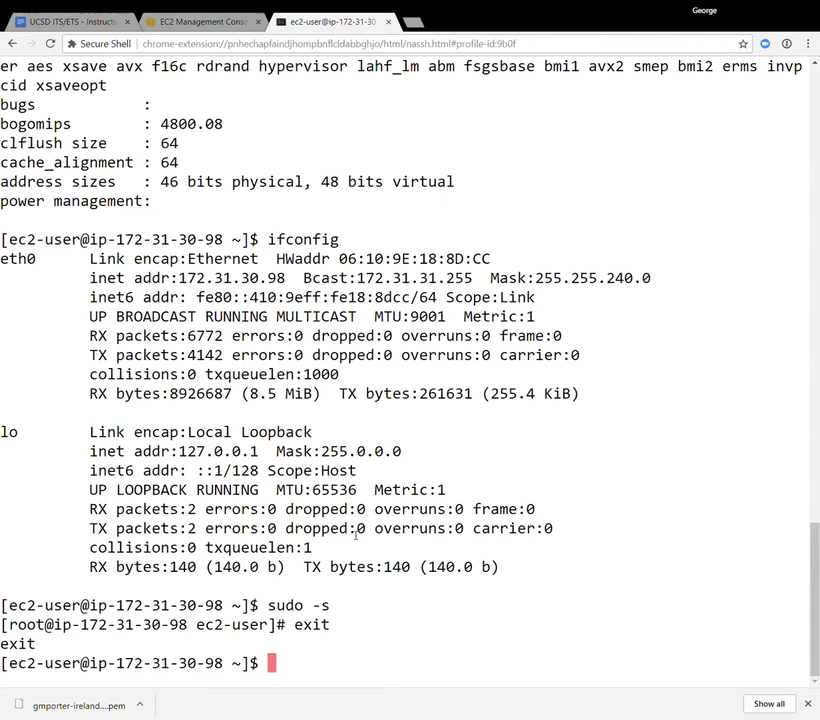 George
UCSD ITS/ETS - Instructi
EC2 Management Conso
ec2-user@ip-172-31-30-
Secure Shell
chrome-extension://pnhechapfaindjhompbnflcldabbghjo/html/nassh.html#profile-id:9b0f
er aes xsave avx f16c rdrand hypervisor lahf_lm abm fsgsbase bmi1 avx2 smep bmi2 erms invp
cid xsaveopt
bugs            :
bogomips        : 4800.08
clflush size    : 64
cache_alignment : 64
address sizes   : 46 bits physical, 48 bits virtual
power management:
[ec2-user@ip-172-31-30-98 ~]$ ifconfig
eth0      Link encap:Ethernet  HWaddr 06:10:9E:18:8D:CC
inet addr:172.31.30.98  Bcast:172.31.31.255  Mask:255.255.240.0
inet6 addr: fe80::410:9eff:fe18:8dcc/64 Scope:Link
UP BROADCAST RUNNING MULTICAST  MTU:9001  Metric:1
RX packets:6772 errors:0 dropped:0 overruns:0 frame:0
TX packets:4142 errors:0 dropped:0 overruns:0 carrier:0
collisions:0 txqueuelen:1000
RX bytes:8926687 (8.5 MiB)  TX bytes:261631 (255.4 KiB)
lo        Link encap:Local Loopback
inet addr:127.0.0.1  Mask:255.0.0.0
inet6 addr: ::1/128 Scope:Host
UP LOOPBACK RUNNING  MTU:65536  Metric:1
RX packets:2 errors:0 dropped:0 overruns:0 frame:0
TX packets:2 errors:0 dropped:0 overruns:0 carrier:0
collisions:0 txqueuelen:1
RX bytes:140 (140.0 b)  TX bytes:140 (140.0 b)
[ec2-user@ip-172-31-30-98 ~]$ sudo -s
[root@ip-172-31-30-98 ec2-user]# exit
exit
[ec2-user@ip-172-31-30-98 ~]$
gmporter-ireland....pem
Show all